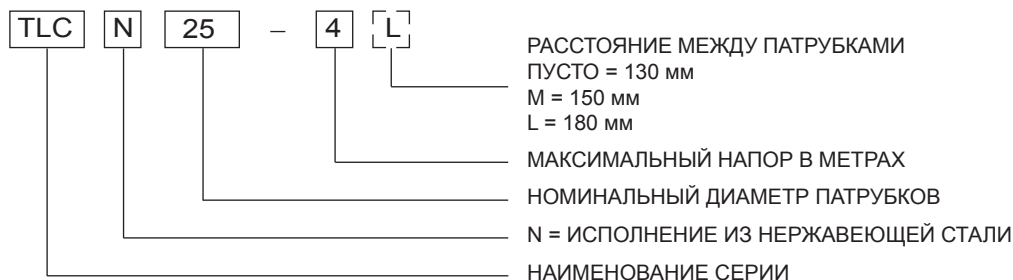 TLC N 25 – 4 L
РАССТОЯНИЕ МЕЖДУ ПАТРУБКАМИ
ПУСТО = 130 мм
М = 150 мм
L = 180 мм
МАКСИМАЛЬНЫЙ НАПОР В МЕТРАХ
НОМИНАЛЬНЫЙ ДИАМЕТР ПАТРУБКОВ
N = ИСПОЛНЕНИЕ ИЗ НЕРЖАВЕЮЩЕЙ СТАЛИ
НАИМЕНОВАНИЕ СЕРИИ